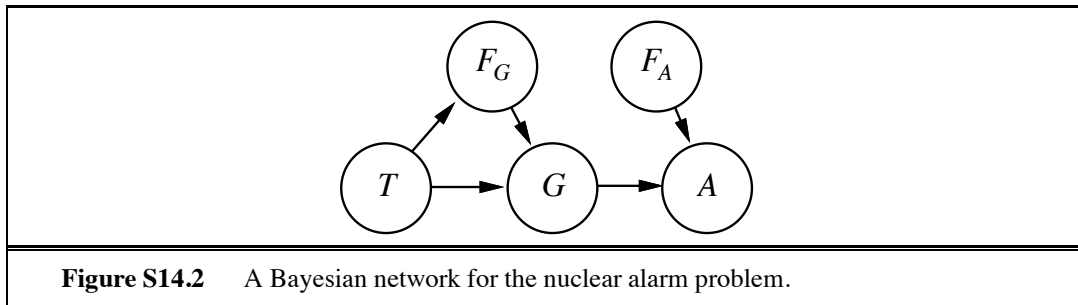 F_G F_A
T G A
Figure S14.2 A Bayesian network for the nuclear alarm problem.